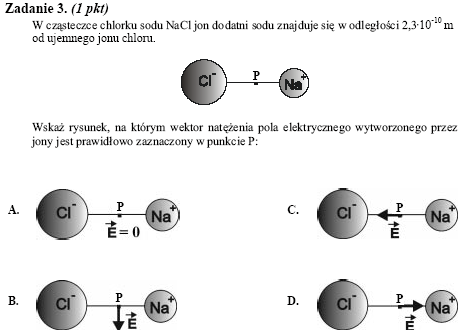 Zadanie 3. (1 pkt)
W cząsteczce chlorku sodu NaCl jon dodatni sodu znajduje się w odległości 2,3·10⁻¹⁰ m
od ujemnego jonu chloru.
Cl⁻ P Na⁺
Wskaż rysunek, na którym wektor natężenia pola elektrycznego wytworzonego przez
jony jest prawidłowo zaznaczony w punkcie P:
A. Cl⁻ P Na⁺
E⃗ = 0
C. Cl⁻ P Na⁺
E⃗
B. Cl⁻ P Na⁺
E⃗
D. Cl⁻ P Na⁺
E⃗